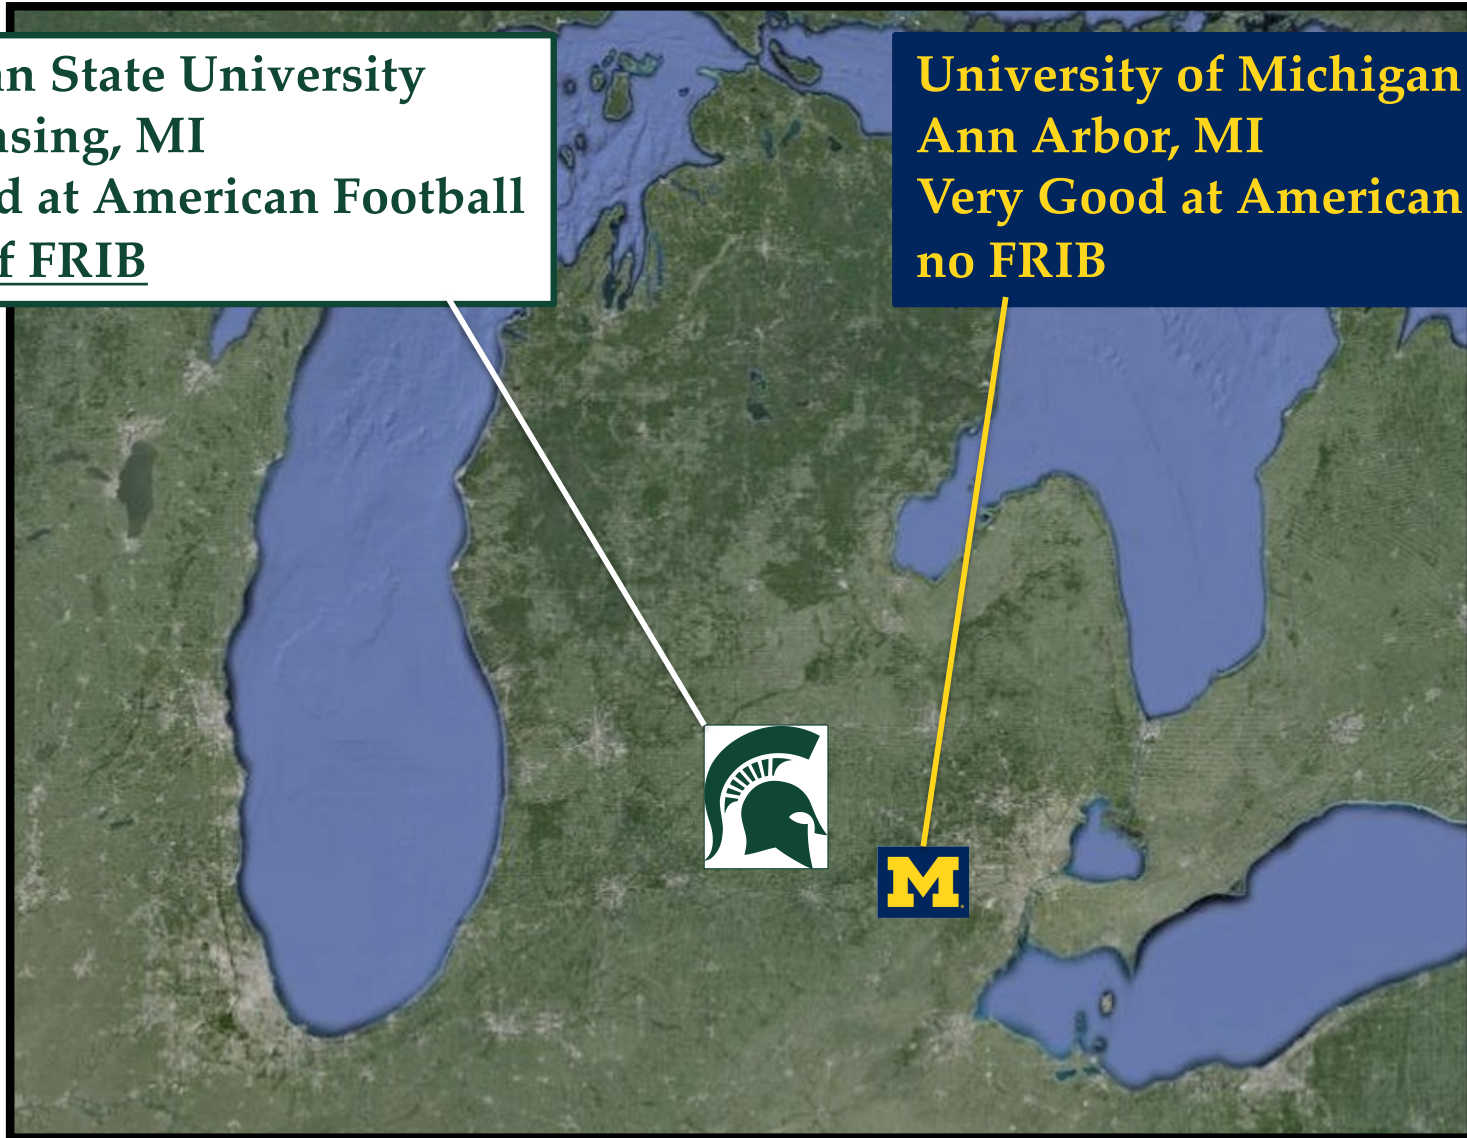 an State University
nsing, MI
d at American Football
f FRIB
University of Michigan
Ann Arbor, MI
Very Good at American
no FRIB
M